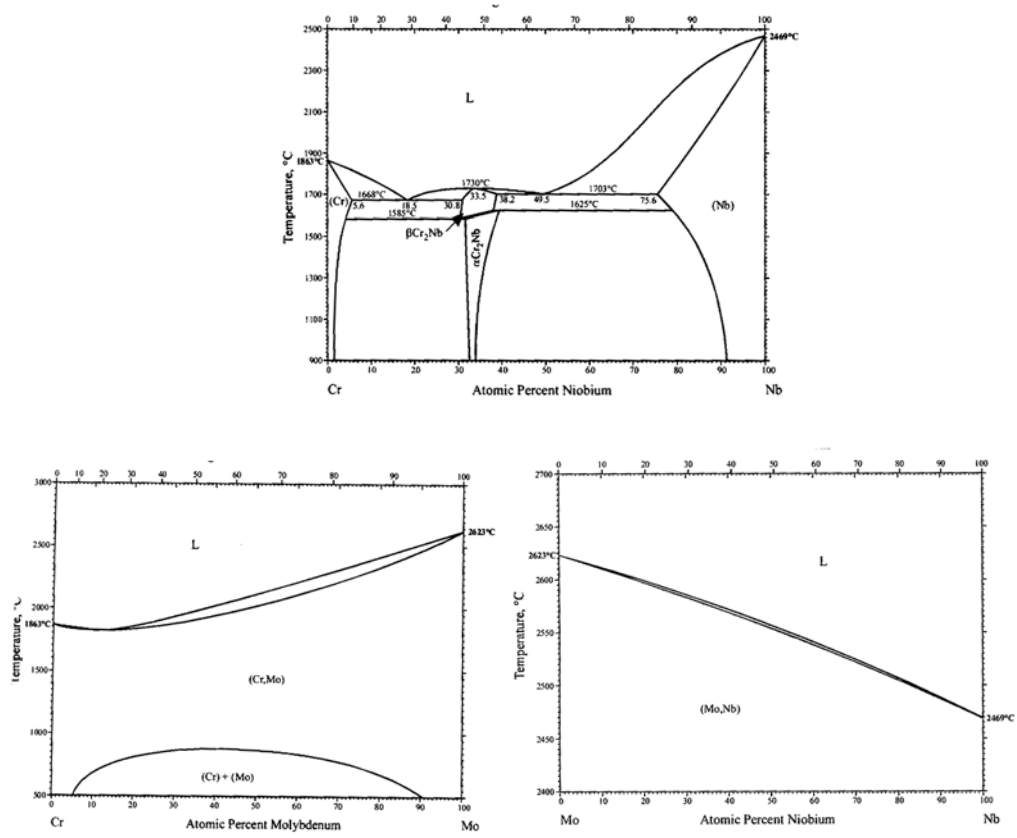 0 10 20 30 40 50 60 70 80 90 100
2500
2469°C
2300
L
2100
1900
1863°C
1730°C
1668°C
1703°C
1700
33.5
(Cr)
5.6 18.5 30.8 38.2 49.5 75.6
(Nb)
1585°C
1625°C
1500
βCr2Nb
αCr2Nb
1300
1100
900
Temperature, °C
0 10 20 30 40 50 60 70 80 90 100
Cr Atomic Percent Niobium Nb
0 10 20 30 40 50 60 70 80 90 100
3000
2623°C
L
2500
2000
1863°C
1500
(Cr,Mo)
1000
(Cr) + (Mo)
500
Temperature, °C
0 10 20 30 40 50 60 70 80 90 100
Cr Atomic Percent Molybdenum Mo
0 10 20 30 40 50 60 70 80 90 100
2700
2650
L
2623°C
2600
2550
2500
(Mo,Nb)
2469°C
2450
2400
Temperature, °C
0 10 20 30 40 50 60 70 80 90 100
Mo Atomic Percent Niobium Nb